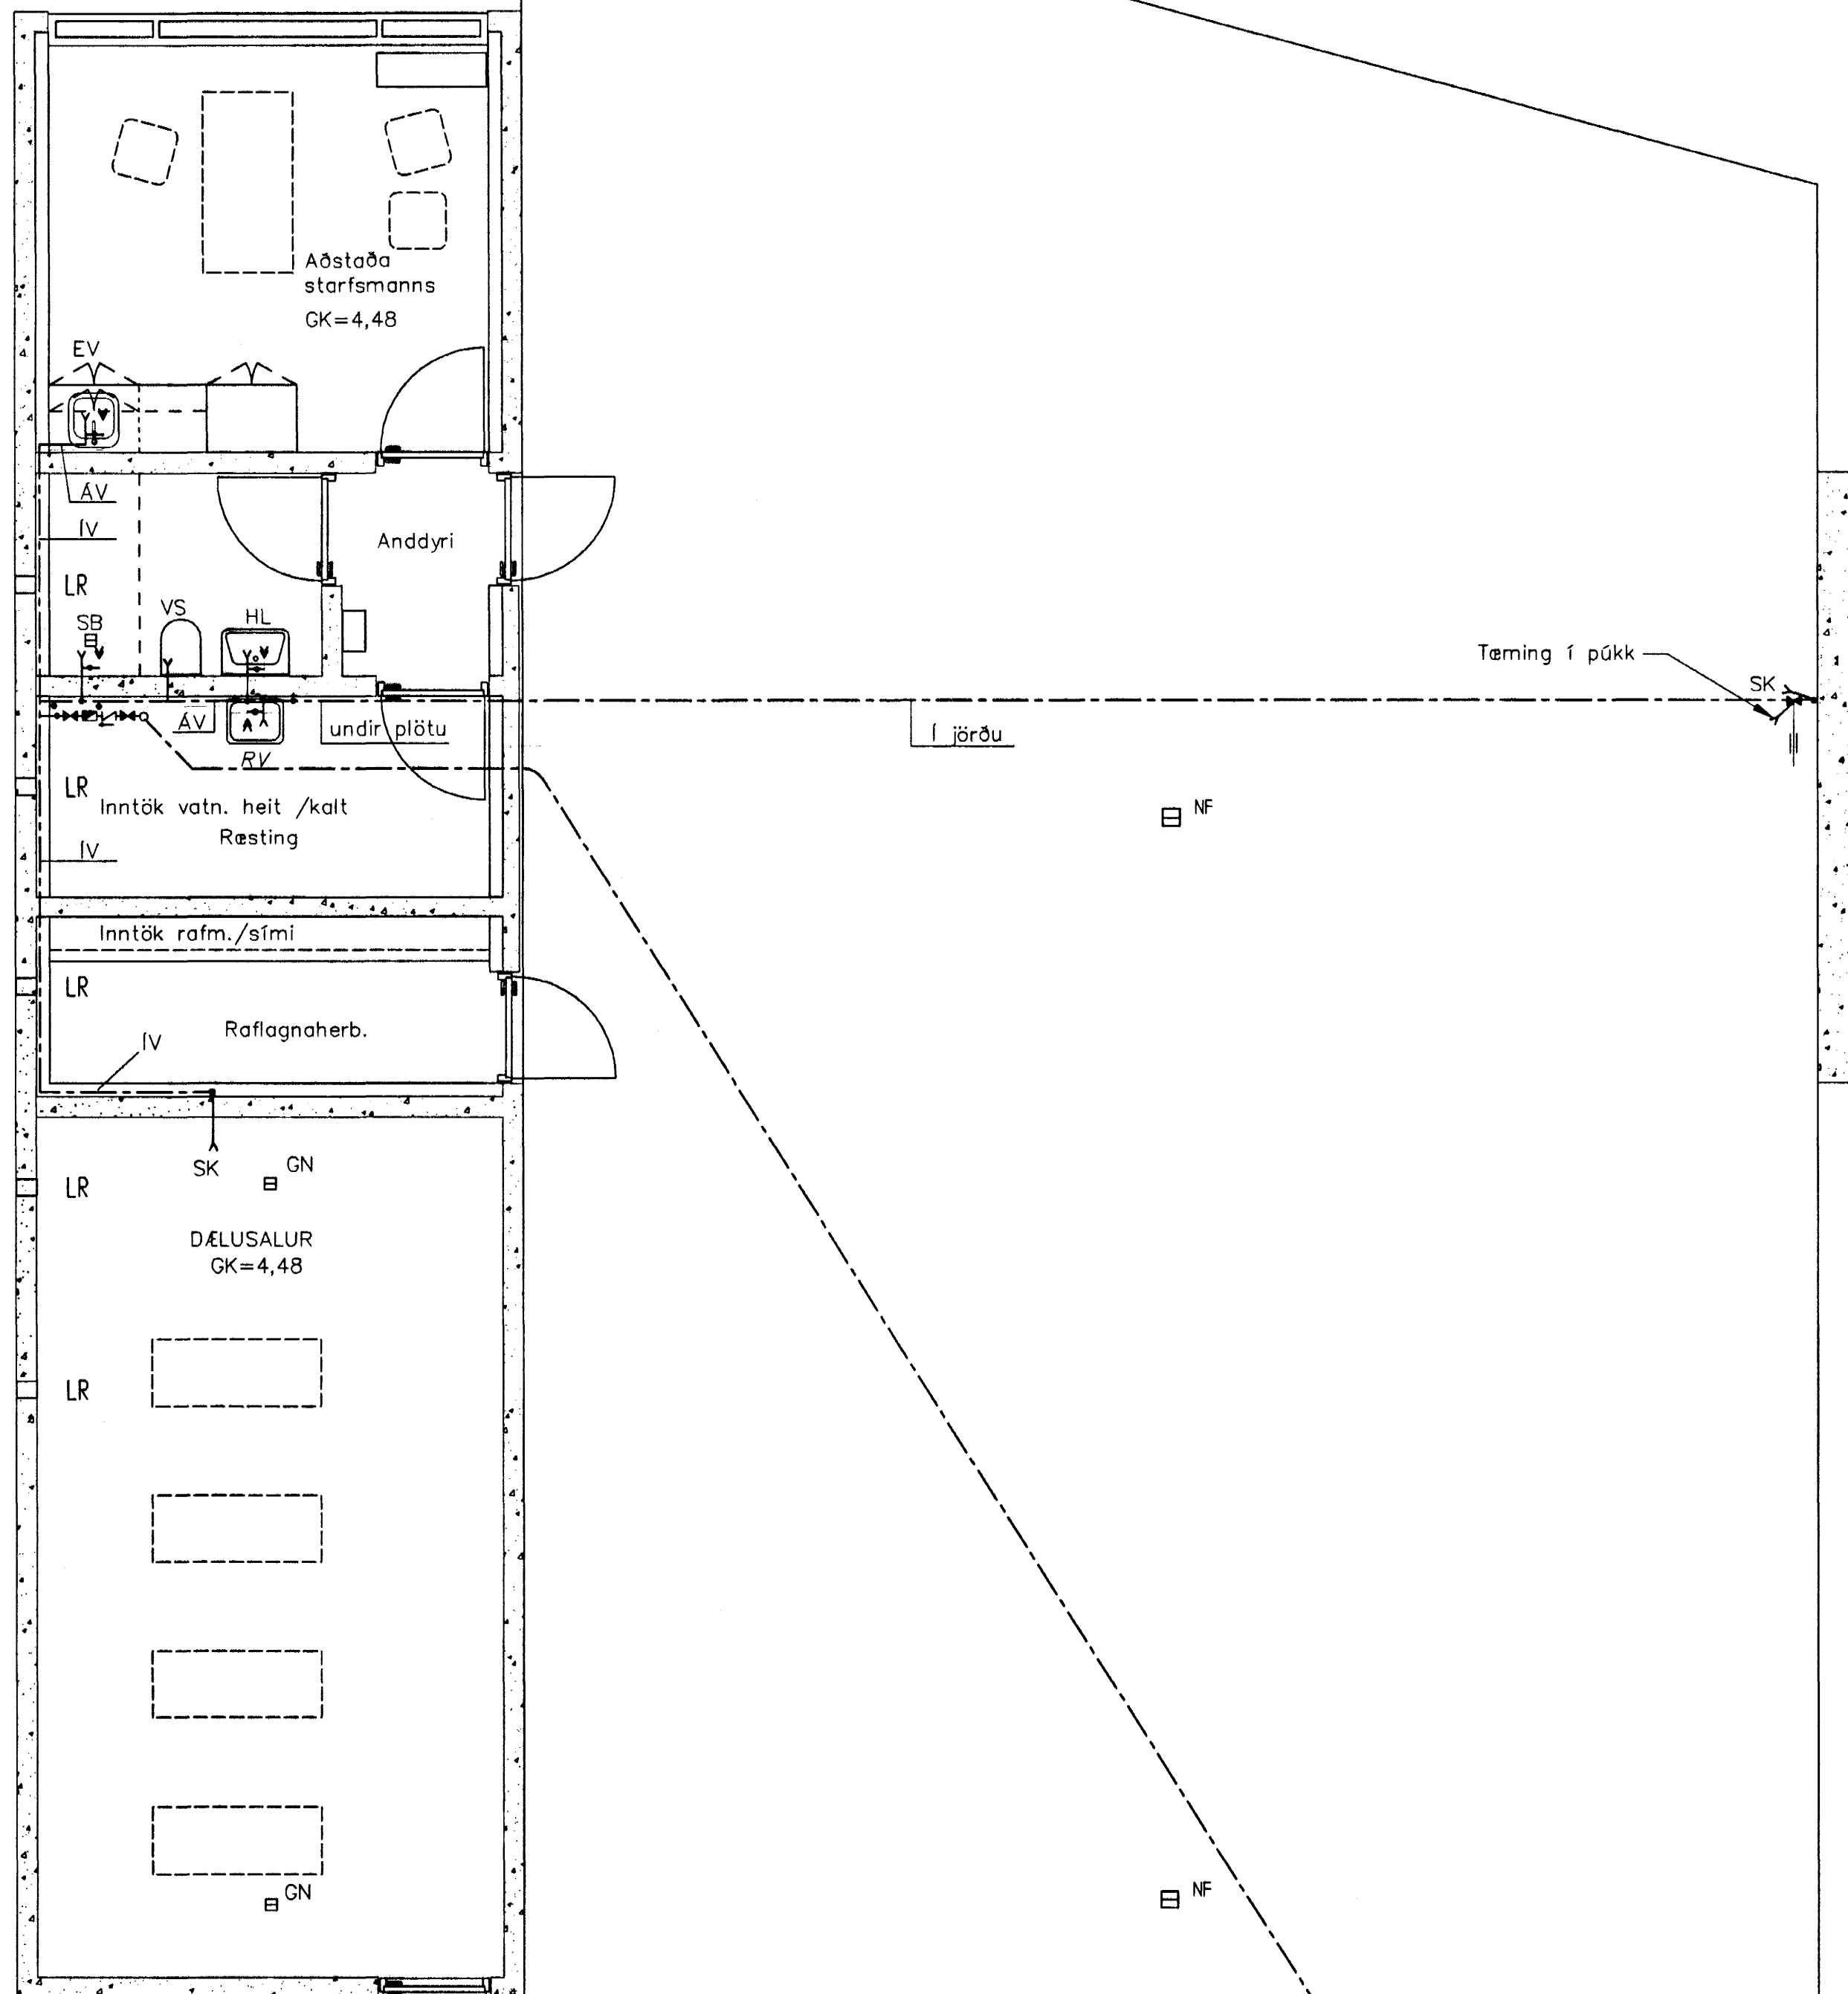 Aðstaða
starfsmanns
GK=4,48
EV
ÁV
ÍV
Anddyri
LR
VS
HL
SB
Tæming í púkk
SK
ÁV
undir plötu
Í jörðu
RV
LR
Inntök vatn. heit /kalt
Ræsting
NF
ÍV
Inntök rafm./sími
LR
Raflagnaherb.
ÍV
SK
GN
LR
DÆLUSALUR
GK=4,48
LR
GN
NF